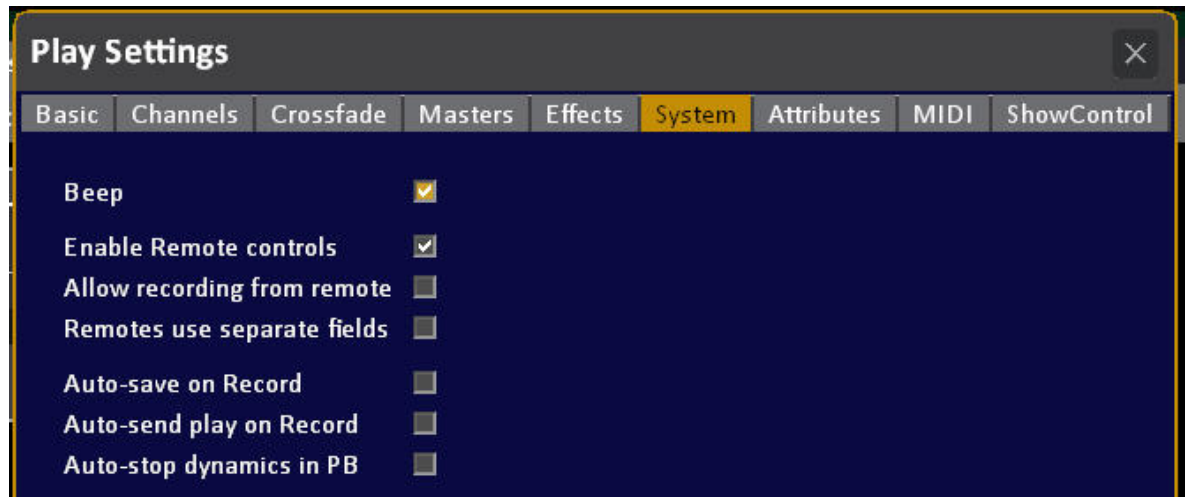 Play Settings
Basic Channels Crossfade Masters Effects System Attributes MIDI ShowControl
Beep
Enable Remote controls
Allow recording from remote
Remotes use separate fields
Auto-save on Record
Auto-send play on Record
Auto-stop dynamics in PB